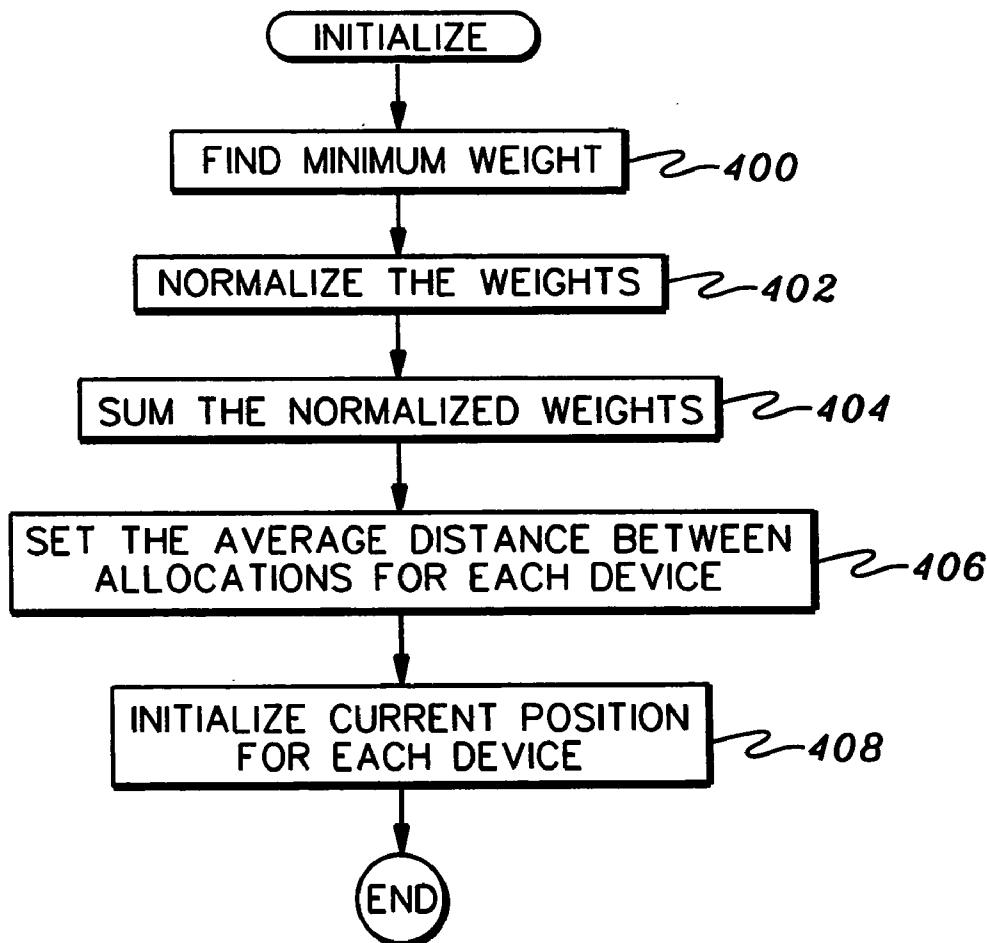 INITIALIZE
FIND MINIMUM WEIGHT
400
NORMALIZE THE WEIGHTS
402
SUM THE NORMALIZED WEIGHTS
404
SET THE AVERAGE DISTANCE BETWEEN
ALLOCATIONS FOR EACH DEVICE
406
INITIALIZE CURRENT POSITION
FOR EACH DEVICE
408
END